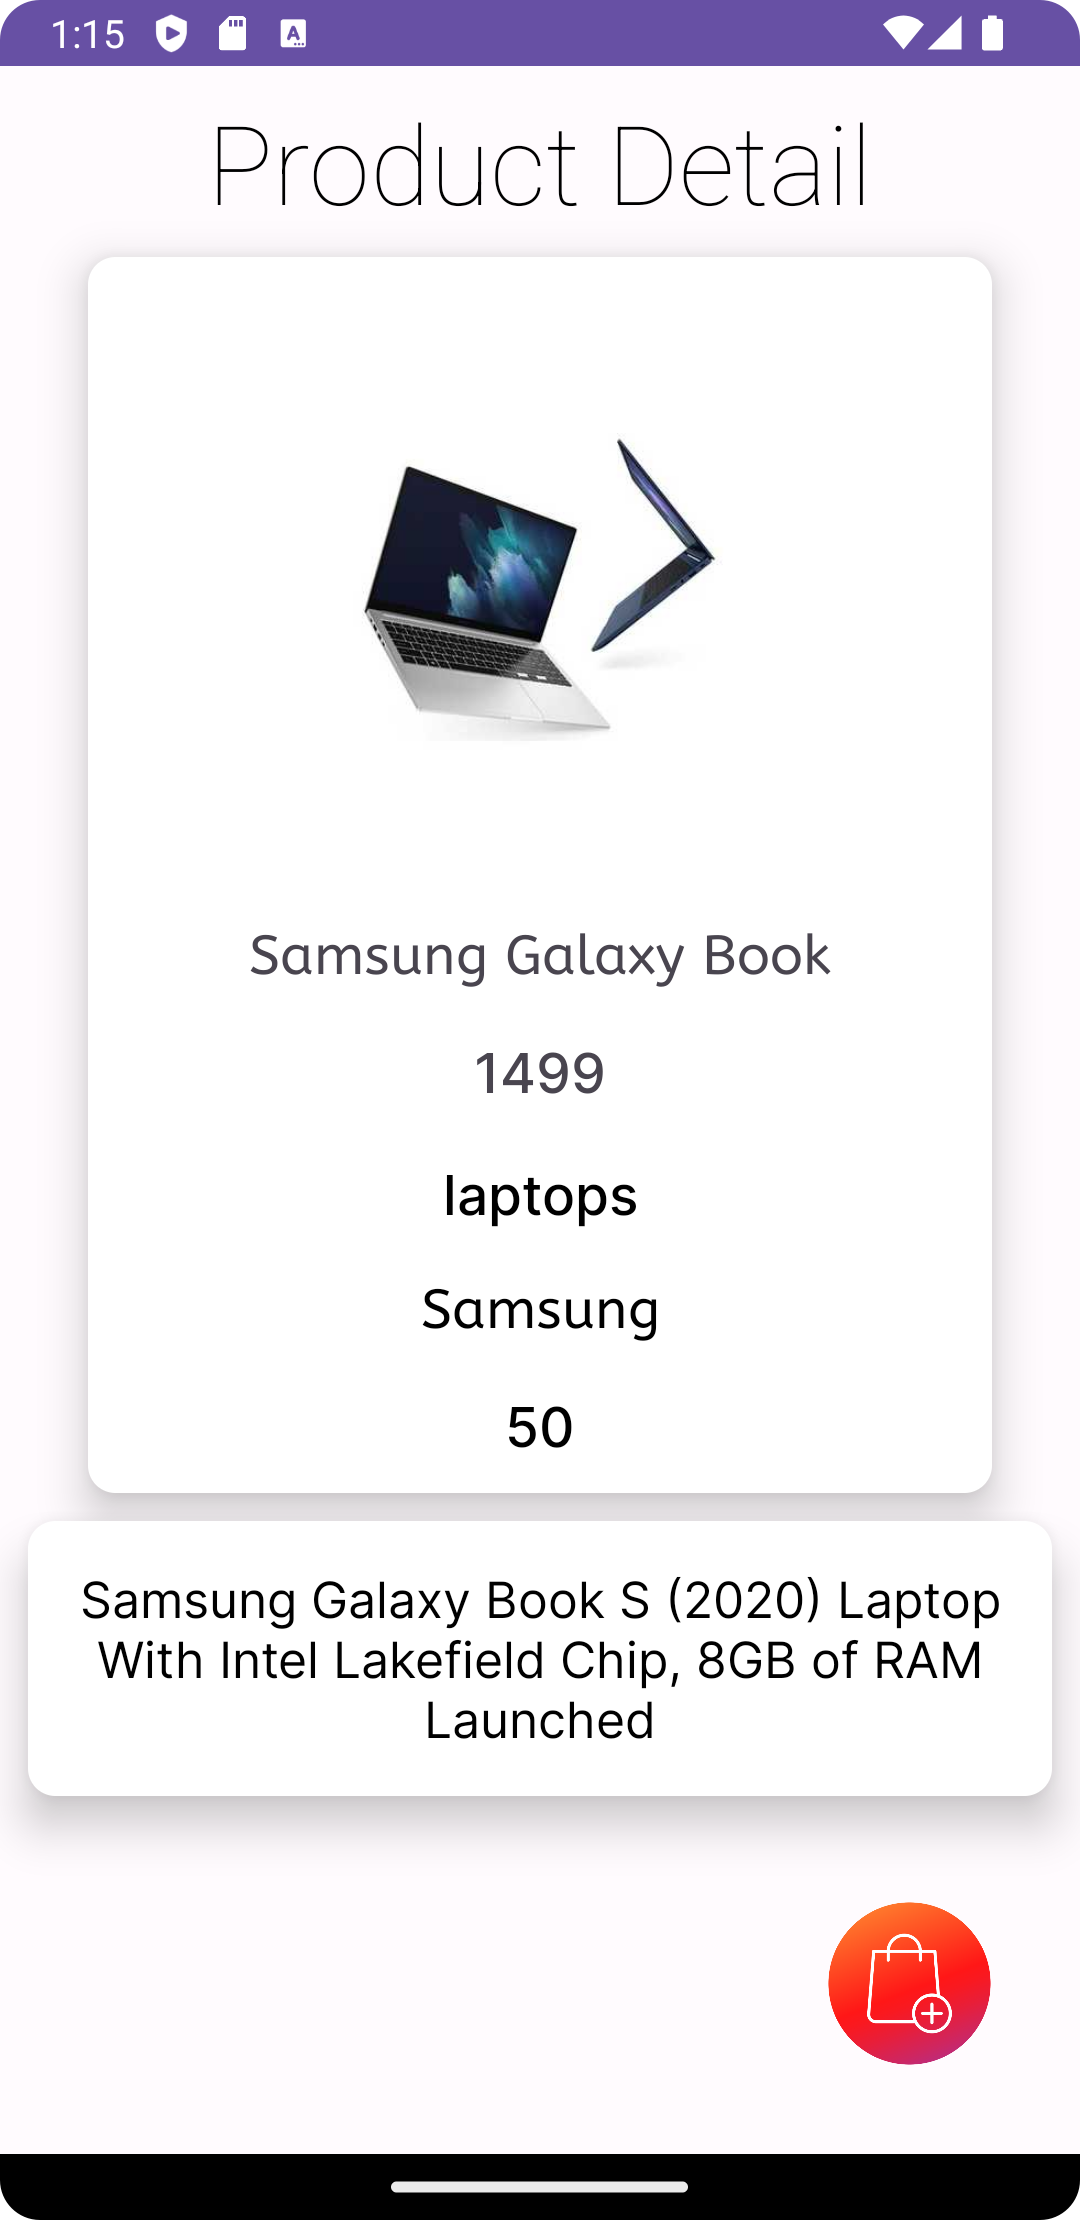 1:15
Product Detail
Samsung Galaxy Book
1499
laptops
Samsung
50
Samsung Galaxy Book S (2020) Laptop
With Intel Lakefield Chip, 8GB of RAM
Launched